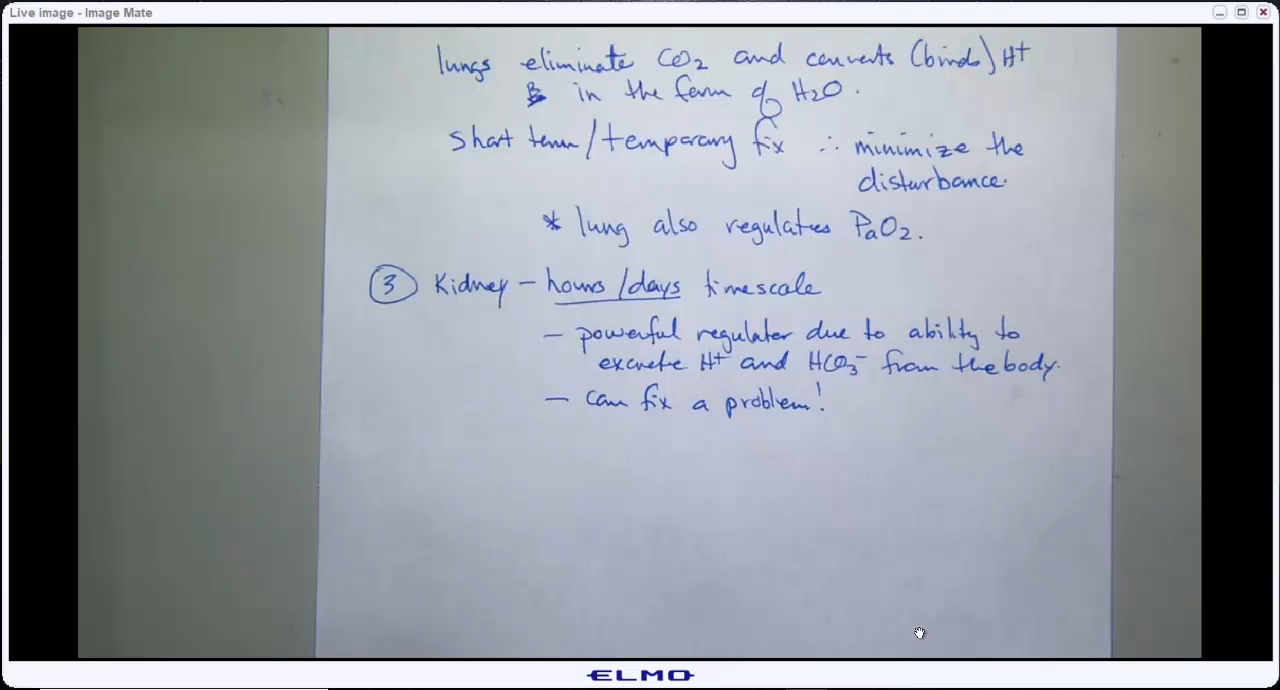 Live image - Image Mate
lungs eliminate CO2 and converts (binds) H+
in the form of H2O.
short term/temporary fix ∴ minimize the
disturbance.
* lung also regulates PaO2.
③ Kidney - hours/days timescale
- powerful regulator due to ability to
excrete H+ and HCO3- from the body.
- can fix a problem!
ELMO